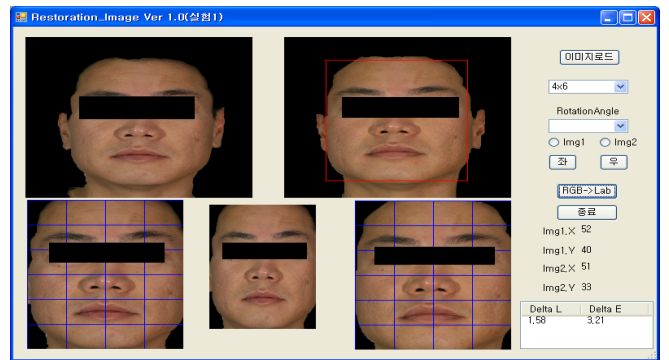 Restoration_Image Ver 1.0(실험1)
이미지로드
4x6
RotationAngle
Img1 Img2
좌 우
RGB->Lab
종료
Img1.X 52
Img1.Y 40
Img2.X 51
Img2.Y 33
Delta L Delta E
1.58 3.21